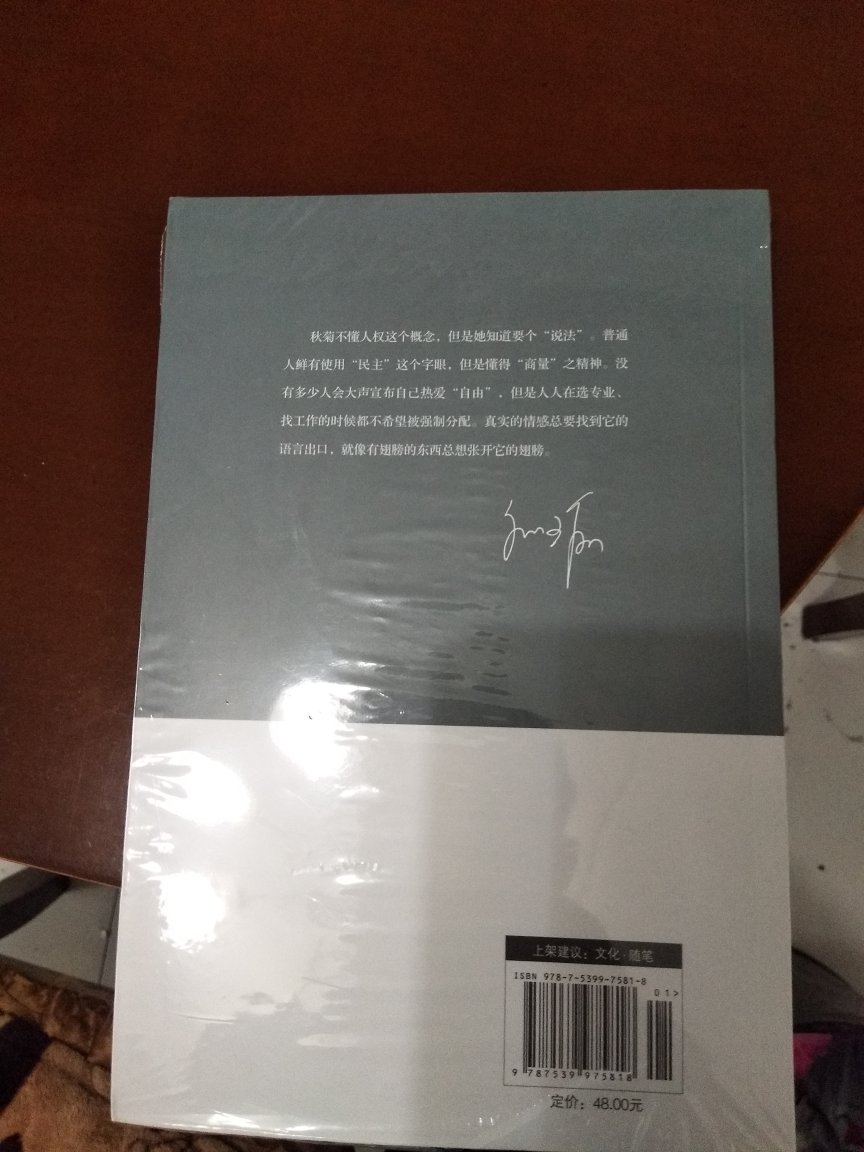 秋菊不懂人权这个概念，但是她知道要个“说法”。普通
人鲜有使用“民主”这个字眼，但是懂得“商量”之精神。没
有多少人会大声宣布自己热爱“自由”，但是人人在选专业、
找工作的时候都不希望被强制分配。真实的情感总要找到它的
语言出口，就像有翅膀的东西总想张开它的翅膀。
上架建议：文化·随笔
ISBN 978-7-5399-7581-8
01>
9 787539 975818
定价：48.00元